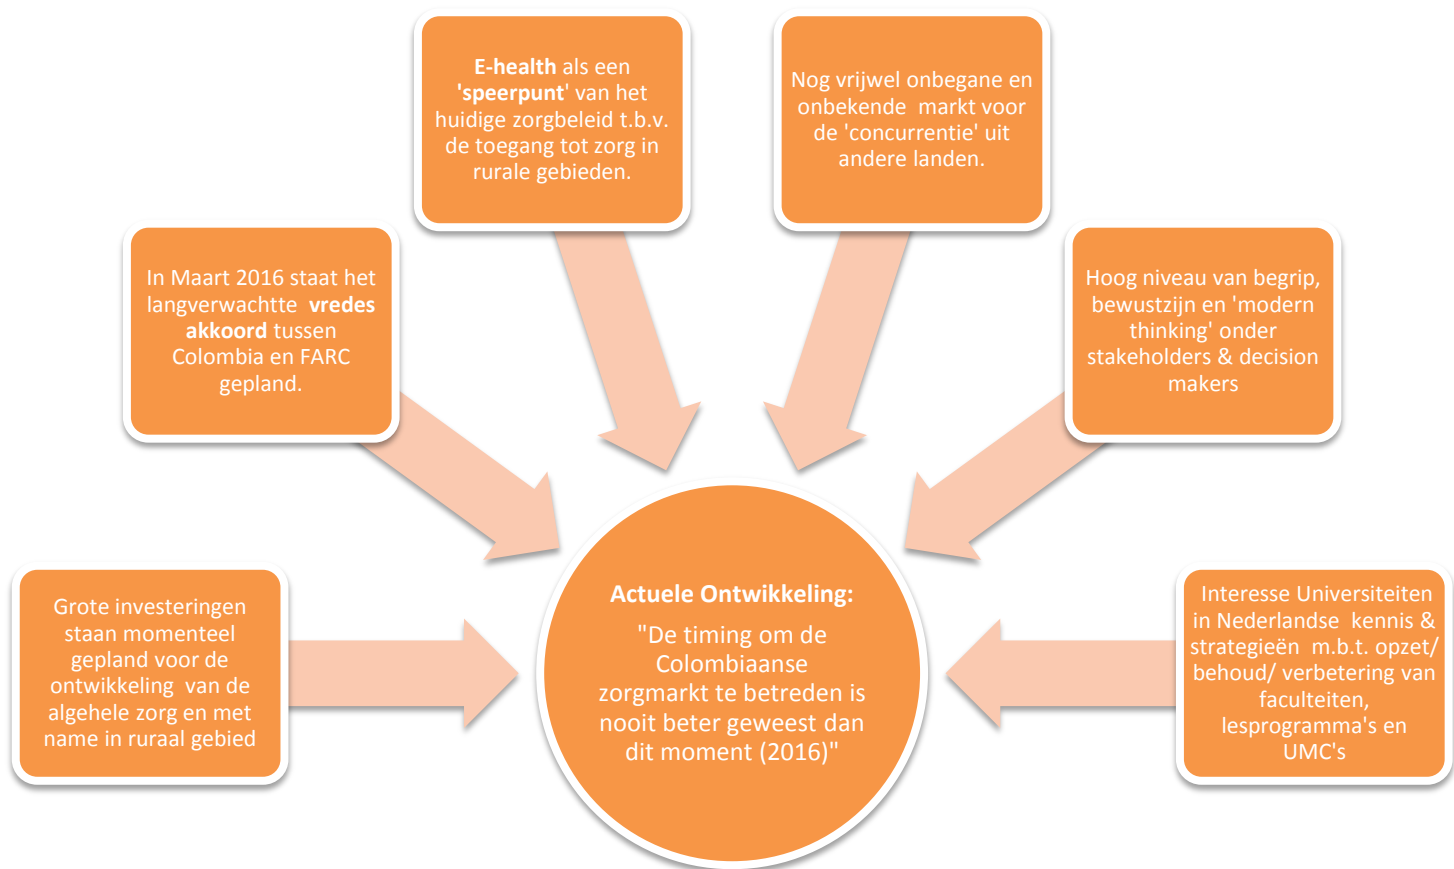 E-health als een
'speerpunt' van het
huidige zorgbeleid t.b.v.
de toegang tot zorg in
rurale gebieden.
Nog vrijwel onbegane en
onbekende markt voor
de 'concurrentie' uit
andere landen.
In Maart 2016 staat het
langverwachtte vredes
akkoord tussen
Colombia en FARC
gepland.
Hoog niveau van begrip,
bewustzijn en 'modern
thinking' onder
stakeholders & decision
makers
Grote investeringen
staan momenteel
gepland voor de
ontwikkeling van de
algehele zorg en met
name in ruraal gebied
Actuele Ontwikkeling:
"De timing om de
Colombiaanse
zorgmarkt te betreden is
nooit beter geweest dan
dit moment (2016)"
Interesse Universiteiten
in Nederlandse kennis &
strategieën m.b.t. opzet/
behoud/ verbetering van
faculteiten,
lesprogramma's en
UMC's